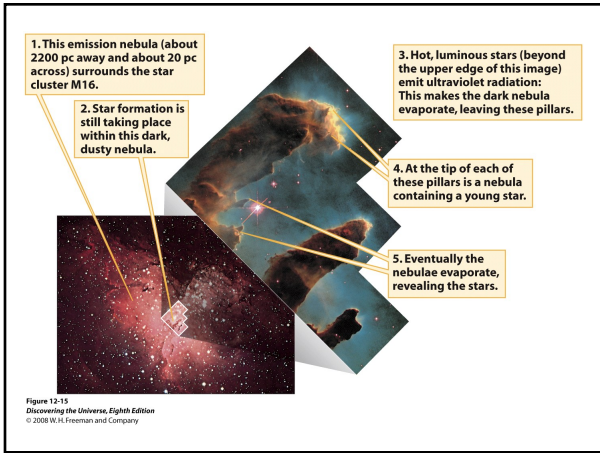 1. This emission nebula (about
2200 pc away and about 20 pc
across) surrounds the star
cluster M16.
2. Star formation is
still taking place
within this dark,
dusty nebula.
3. Hot, luminous stars (beyond
the upper edge of this image)
emit ultraviolet radiation:
This makes the dark nebula
evaporate, leaving these pillars.
4. At the tip of each of
these pillars is a nebula
containing a young star.
5. Eventually the
nebulae evaporate,
revealing the stars.
Figure 12-15
Discovering the Universe, Eighth Edition
© 2008 W. H. Freeman and Company